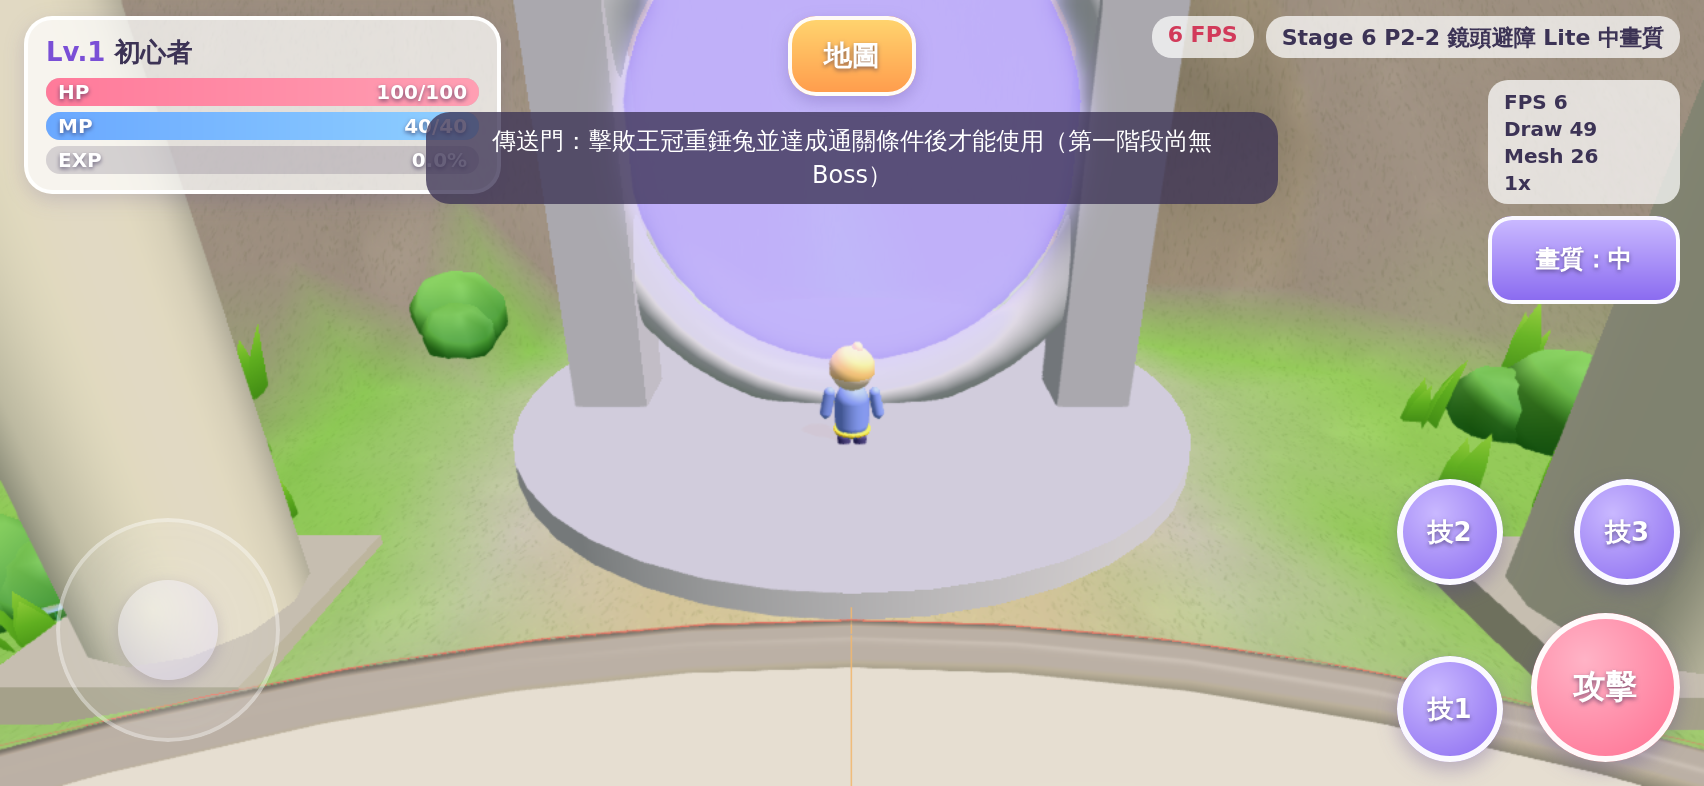 Lv.1 初心者
HP 100/100
MP 40/40
EXP 0.0%
地圖
6 FPS
Stage 6 P2-2 鏡頭避障 Lite 中畫質
傳送門：擊敗王冠重錘兔並達成通關條件後才能使用（第一階段尚無
Boss）
FPS 6
Draw 49
Mesh 26
1x
畫質：中
技2
技3
技1
攻擊